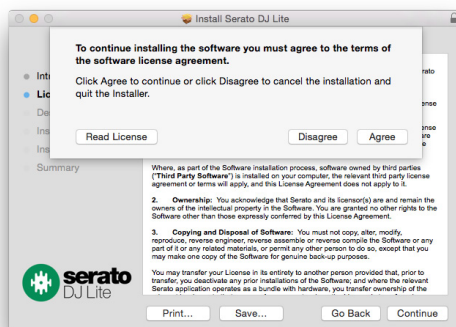 Install Serato DJ Lite
To continue installing the software you must agree to the terms of
the software license agreement.
Click Agree to continue or click Disagree to cancel the installation and
quit the Installer.
Read License
Disagree
Agree
Summary
Where, as part of the Software installation process, software owned by third parties
("Third Party Software") is installed on your computer, the relevant third party license
agreement or terms will apply, and this License Agreement does not apply to it.
2. Ownership: You acknowledge that Serato and its licensor(s) are and remain the
owners of the intellectual property in the Software. You are granted no other rights to the
Software other than those expressly conferred by this License Agreement.
3. Copying and Disposal of Software: You must not copy, alter, modify,
reproduce, reverse engineer, reverse assemble or reverse compile the Software or any
part of it or any related materials, or permit any other person to do so, except that you
may make one copy of the Software for genuine back-up purposes.
You may transfer your License in its entirety to another person provided that, prior to
transfer, you deactivate any prior installations of the Software; and where the relevant
Serato application operates as a bundle with hardware, you transfer ownership of the
serato
DJ Lite
Print...
Save...
Go Back
Continue